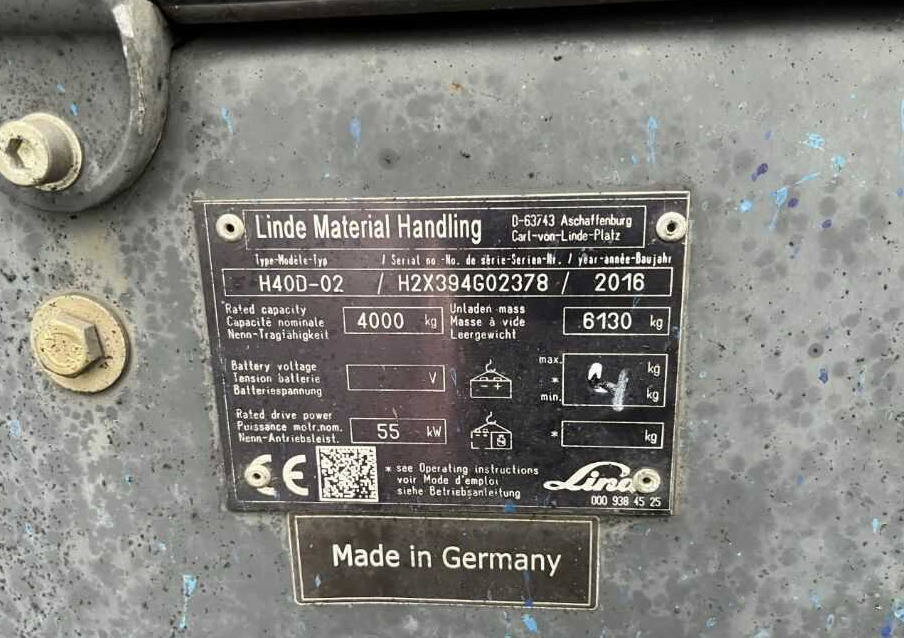 Linde Material Handling
D-63743 Aschaffenburg
Carl-von-Linde-Platz
Type-Modèle-Typ / Serial no.-No. de série-Serien-Nr. / year-année-Baujahr
H40D-02 / H2X394G02378 / 2016
Rated capacity
Capacité nominale
Nenn-Tragfähigkeit
4000 kg
Unladen mass
Masse à vide
Leergewicht
6130 kg
Battery voltage
Tension batterie
Batteriespannung
V
- +
max.
*
min.
kg
kg
Rated drive power
Puissance motr.nom.
Nenn-Antriebsleist.
55 kW
*
kg
CE
* see Operating instructions
voir Mode d'emploi
siehe Betriebsanleitung
Linde
000 938 45 25
Made in Germany